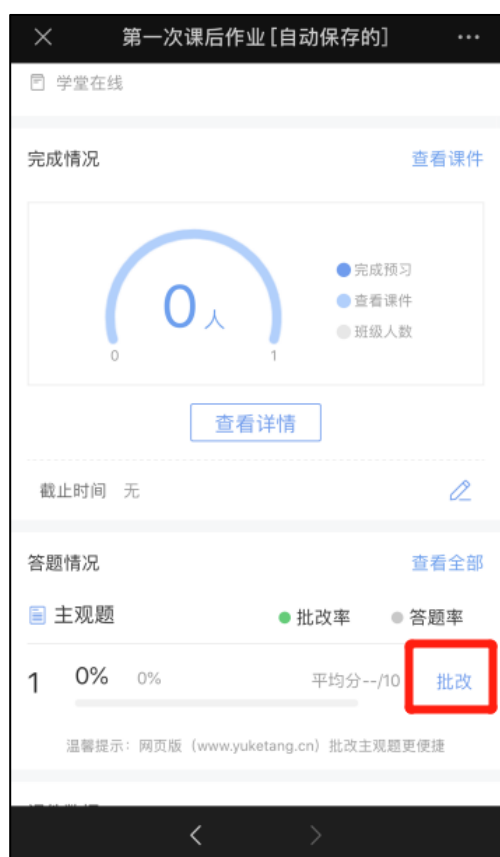 第一次课后作业[自动保存的]
学堂在线
完成情况 查看课件
完成预习
0人
查看课件
班级人数
0 1
查看详情
截止时间 无
答题情况 查看全部
主观题 批改率 答题率
1 0% 0% 平均分--/10 批改
温馨提示：网页版（www.yuketang.cn）批改主观题更便捷